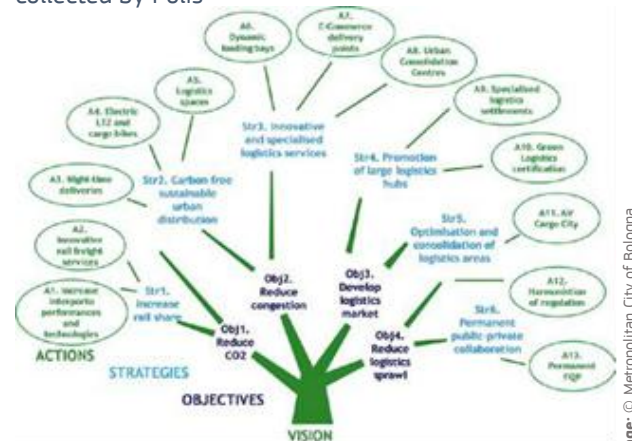 collected by Polis
A6.
Dynamic
loading bays
A7.
E-Commerce
delivery
points
A8. Urban
Consolidation
Centres
A5.
Logistics
spaces
A9. Specialised
logistics
settlements
A4. Electric
LTZ and
cargo bikes
Str3. Innovative
and specialised
logistics services
Str4. Promotion
of large logistics
hubs
A10. Green
Logistics
certification
A3. Night-time
deliveries
Str2. Carbon free
sustainable
urban
distribution
A11. Air
Cargo City
Str5.
Optimisation and
consolidation of
logistics areas
A2.
Innovative
rail freight
services
Obj2.
Reduce
congestion
Obj3.
Develop
logistics
market
A12.
of regulation
A1. Increase
interporto
performances
and
technologies
Str1.
Increase
rail share
Obj1.
Reduce
CO2
Obj4.
Reduce
logistics
sprawl
Str6.
Permanent
public-private
collaboration
A13.
Permanent
ACTIONS
STRATEGIES
OBJECTIVES
VISION
© Metropolitan City of Bologna